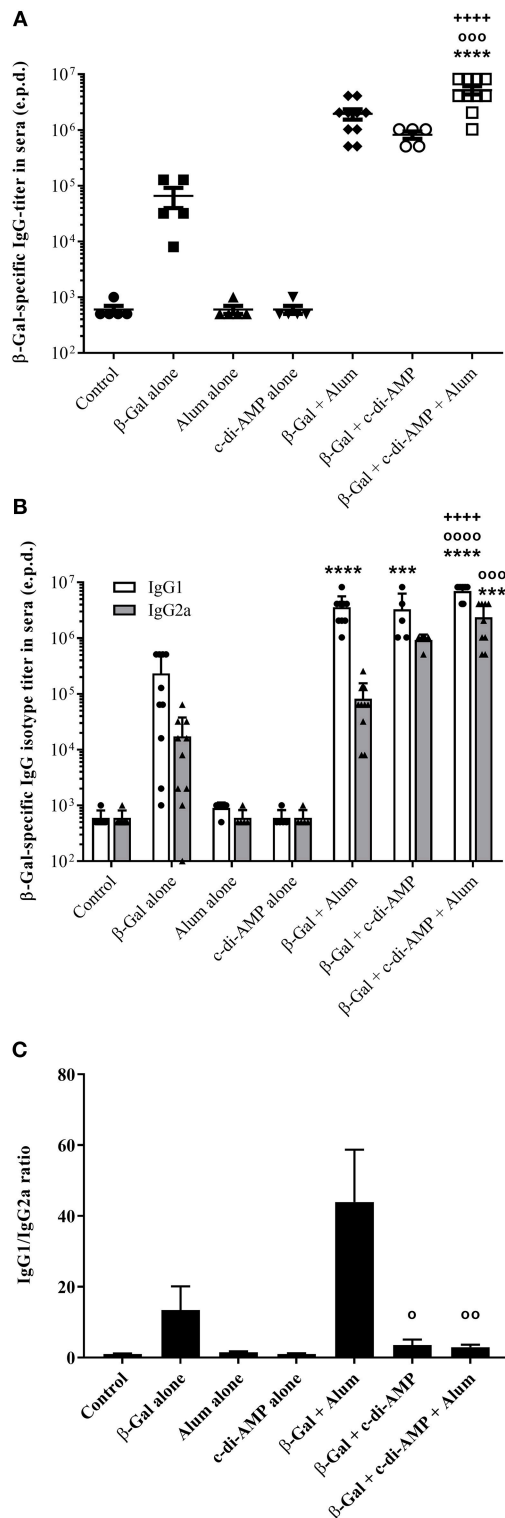 A
++++
ooo
****
β-Gal-specific IgG-titer in sera (e.p.d.)
10⁷
10⁶
10⁵
10⁴
10³
10²
Control
β-Gal alone
Alum alone
c-di-AMP alone
β-Gal + Alum
β-Gal + c-di-AMP
β-Gal + c-di-AMP + Alum
B
++++
oooo
****
ooo
***
****
***
β-Gal-specific IgG isotype titer in sera (e.p.d.)
10⁷
10⁶
10⁵
10⁴
10³
10²
IgG1
IgG2a
Control
β-Gal alone
Alum alone
c-di-AMP alone
β-Gal + Alum
β-Gal + c-di-AMP
β-Gal + c-di-AMP + Alum
C
IgG1/IgG2a ratio
80
60
40
20
0
o
oo
Control
β-Gal alone
Alum alone
c-di-AMP alone
β-Gal + Alum
β-Gal + c-di-AMP
β-Gal + c-di-AMP + Alum